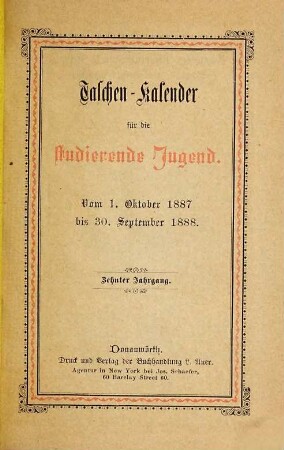 Taschen-Kalender
für die
studierende Jugend.
Vom 1. Oktober 1887
bis 30. September 1888.
Zehnter Jahrgang.
Donauwörth.
Druck und Verlag der Buchhandlung L. Auer.
Agentur in New York bei Jos. Schaefer,
60 Barclay Street 60.